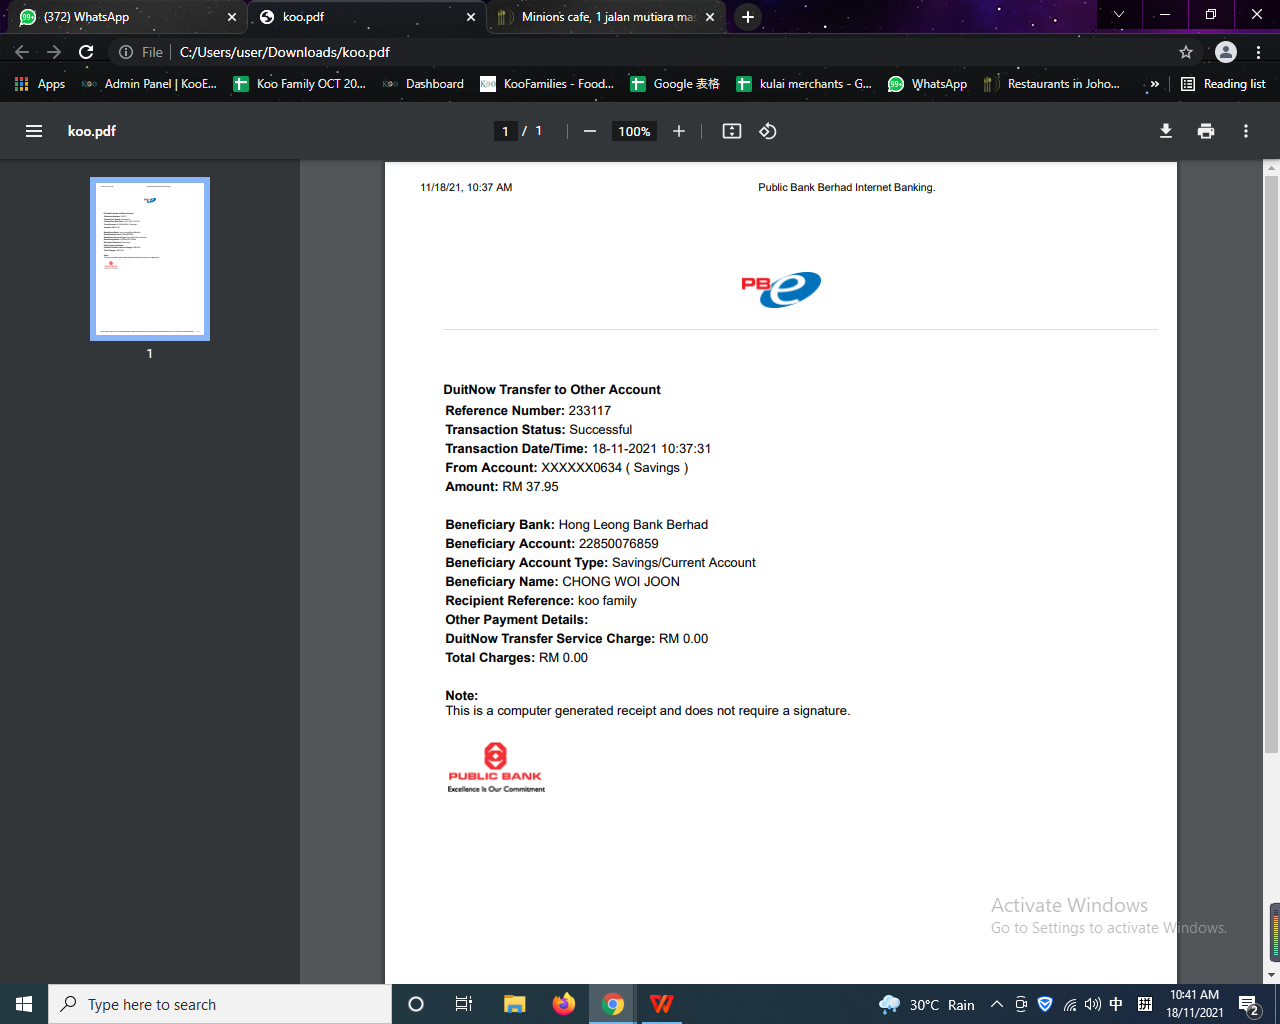 (372) WhatsApp
koo.pdf
Minions cafe, 1 jalan mutiara mas
File
C:/Users/user/Downloads/koo.pdf
Apps
Admin Panel | KooE...
Koo Family OCT 20...
Dashboard
KooFamilies - Food...
Google 表格
kulai merchants - G...
WhatsApp
Restaurants in Joho...
»
Reading list
koo.pdf
1 / 1
100%
1
11/18/21, 10:37 AM
Public Bank Berhad Internet Banking.
PB e
DuitNow Transfer to Other Account
Reference Number: 233117
Transaction Status: Successful
Transaction Date/Time: 18-11-2021 10:37:31
From Account: XXXXXX0634 ( Savings )
Amount: RM 37.95
Beneficiary Bank: Hong Leong Bank Berhad
Beneficiary Account: 22850076859
Beneficiary Account Type: Savings/Current Account
Beneficiary Name: CHONG WOI JOON
Recipient Reference: koo family
Other Payment Details:
DuitNow Transfer Service Charge: RM 0.00
Total Charges: RM 0.00
Note:
This is a computer generated receipt and does not require a signature.
PUBLIC BANK
Excellence Is Our Commitment
Activate Windows
Go to Settings to activate Windows.
Type here to search
30°C Rain
中
拼
10:41 AM
18/11/2021
2